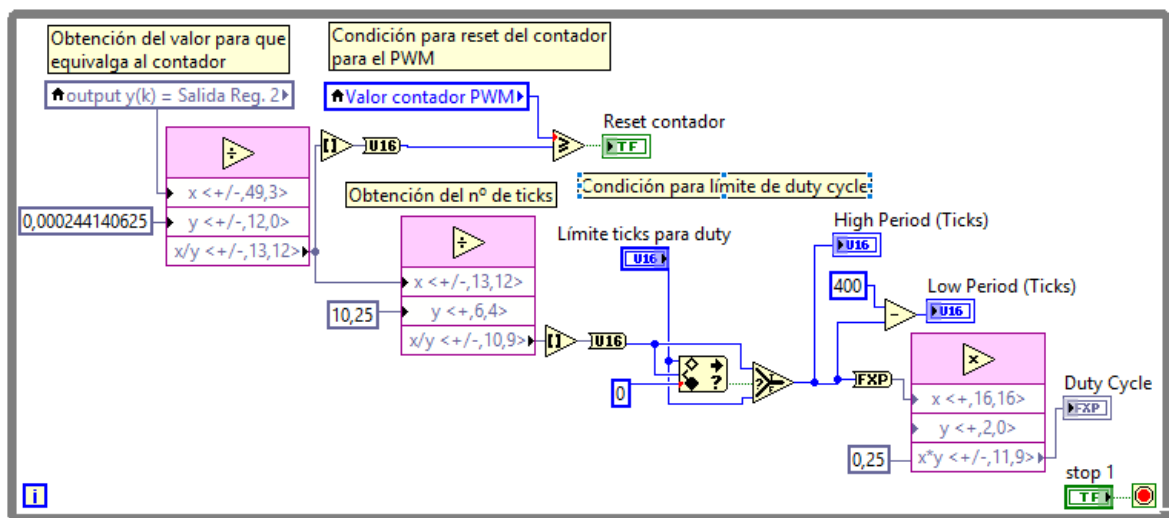 Obtención del valor para que
equivalga al contador
Condición para reset del contador
para el PWM
output y(k) = Salida Reg. 2
Valor contador PWM
÷
x <+/-,49,3>
y <+/-,12,0>
x/y <+/-,13,12>
0,000244140625
[]
U16
≥
Reset contador
TF
Obtención del nº de ticks
Condición para límite de duty cycle
÷
x <+/-,13,12>
y <+,6,4>
x/y <+/-,10,9>
10,25
[]
U16
Límite ticks para duty
U16
0
?
?
T
F
High Period (Ticks)
U16
400
-
Low Period (Ticks)
U16
FXP
×
x <+,16,16>
y <+,2,0>
x*y <+/-,11,9>
0,25
Duty Cycle
FXP
stop 1
TF
i